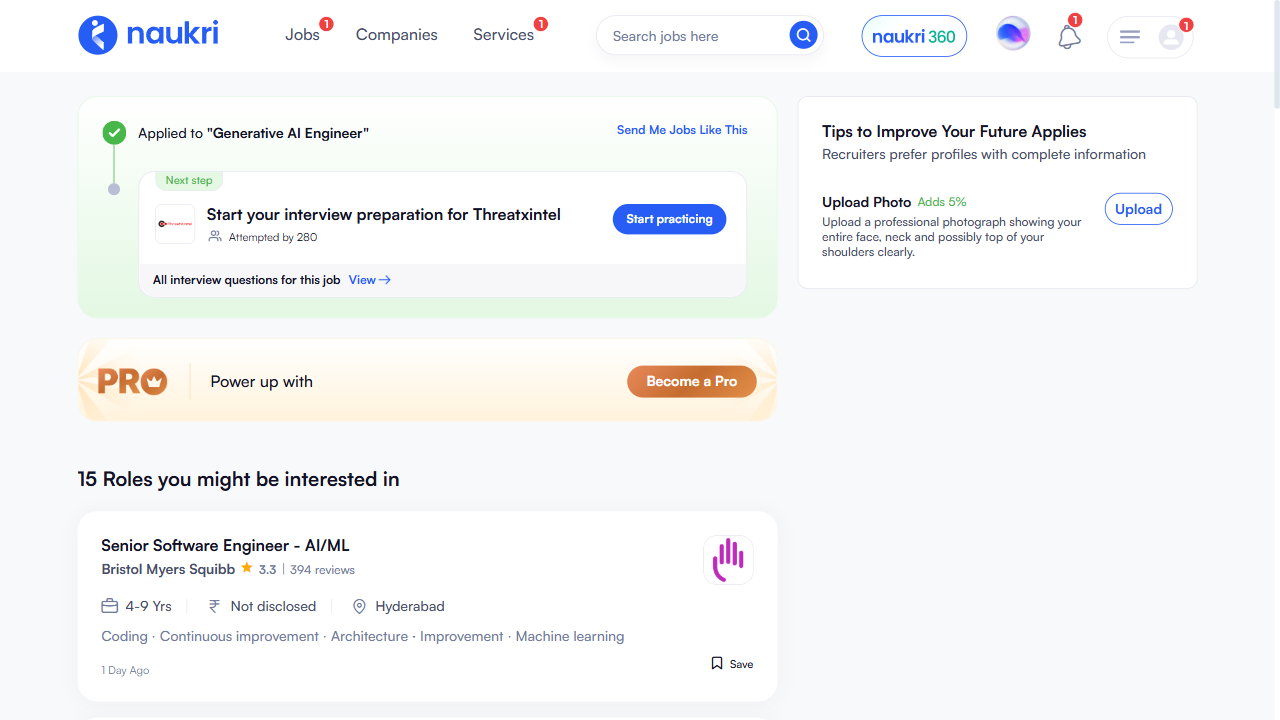 naukri
Jobs
1
Companies
Services
1
Search jobs here
naukri 360
1
1
Applied to "Generative AI Engineer"
Send Me Jobs Like This
Next step
Start your interview preparation for Threatxintel
Attempted by 280
Start practicing
All interview questions for this job View
PRO
Power up with
Become a Pro
Tips to Improve Your Future Applies
Recruiters prefer profiles with complete information
Upload Photo Adds 5%
Upload a professional photograph showing your
entire face, neck and possibly top of your
shoulders clearly.
Upload
15 Roles you might be interested in
Senior Software Engineer - AI/ML
Bristol Myers Squibb 3.3 | 394 reviews
4-9 Yrs Not disclosed Hyderabad
Coding · Continuous improvement · Architecture · Improvement · Machine learning
1 Day Ago
Save